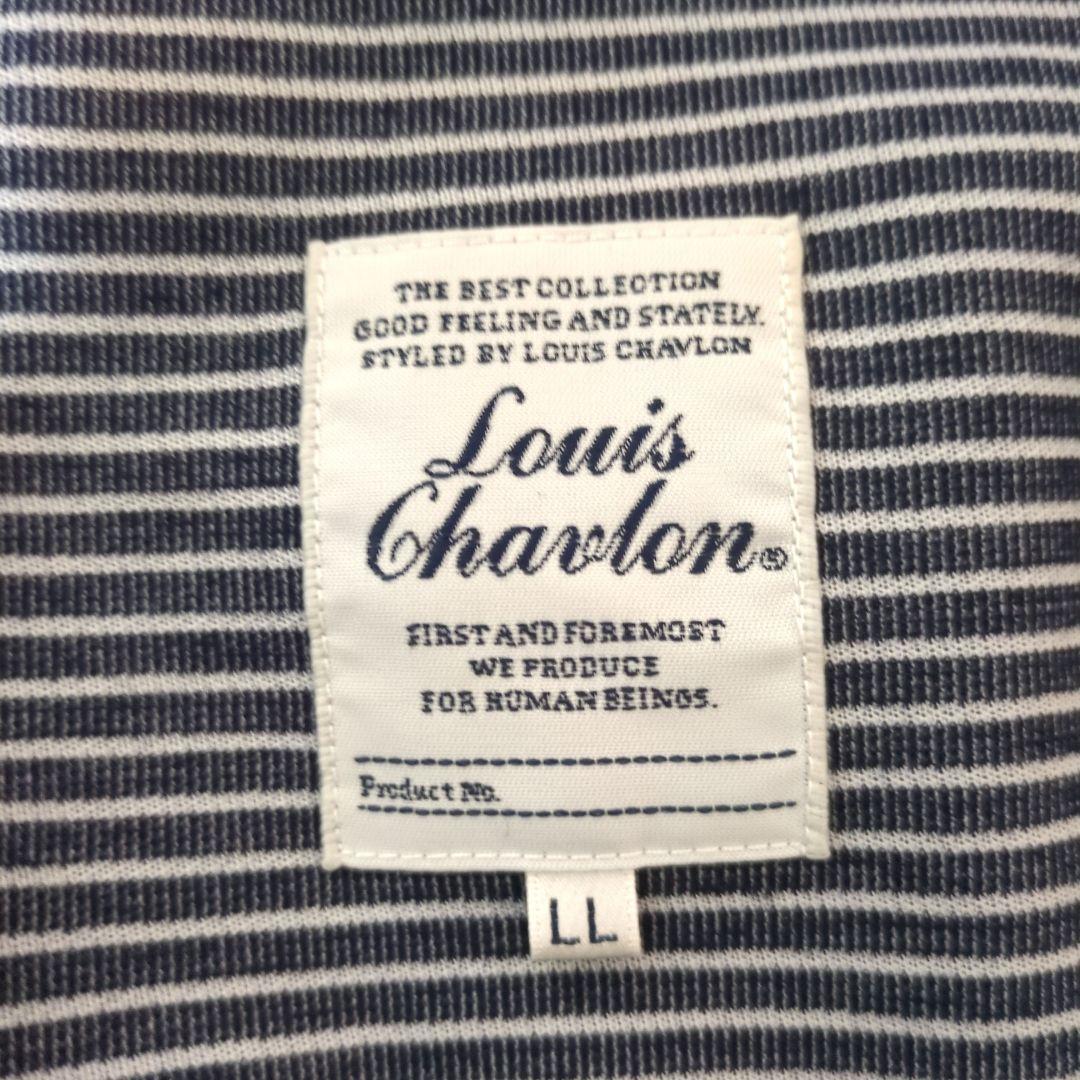 THE BEST COLLECTION
GOOD FEELING AND STATELY.
STYLED BY LOUIS CHAVLON
Louis
Chavlon®
FIRST AND FOREMOST
WE PRODUCE
FOR HUMAN BEINGS.
Product No.
LL